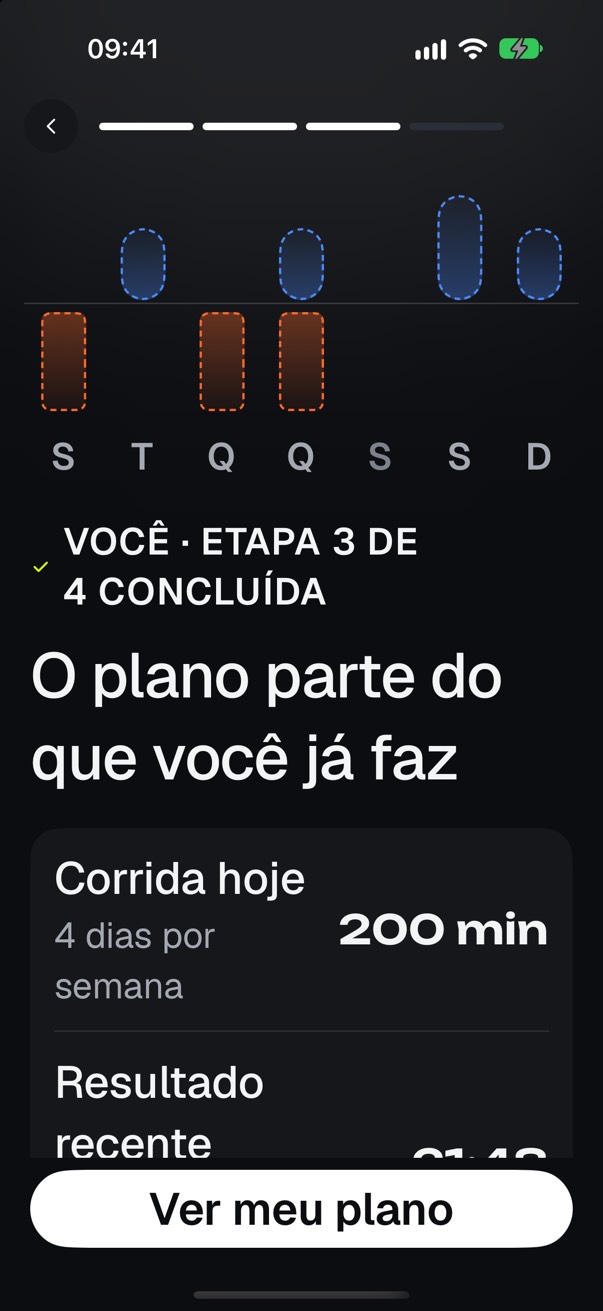 09:41
S T Q Q S S D
VOCÊ · ETAPA 3 DE
4 CONCLUÍDA
O plano parte do
que você já faz
Corrida hoje
4 dias por
semana
200 min
Resultado
recente
Ver meu plano